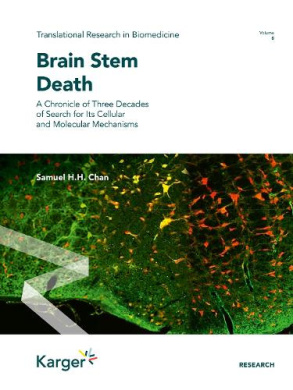 Translational Research in Biomedicine
Volume
8
Brain Stem
Death
A Chronicle of Three Decades
of Search for Its Cellular
and Molecular Mechanisms
Samuel H.H. Chan
Karger
RESEARCH